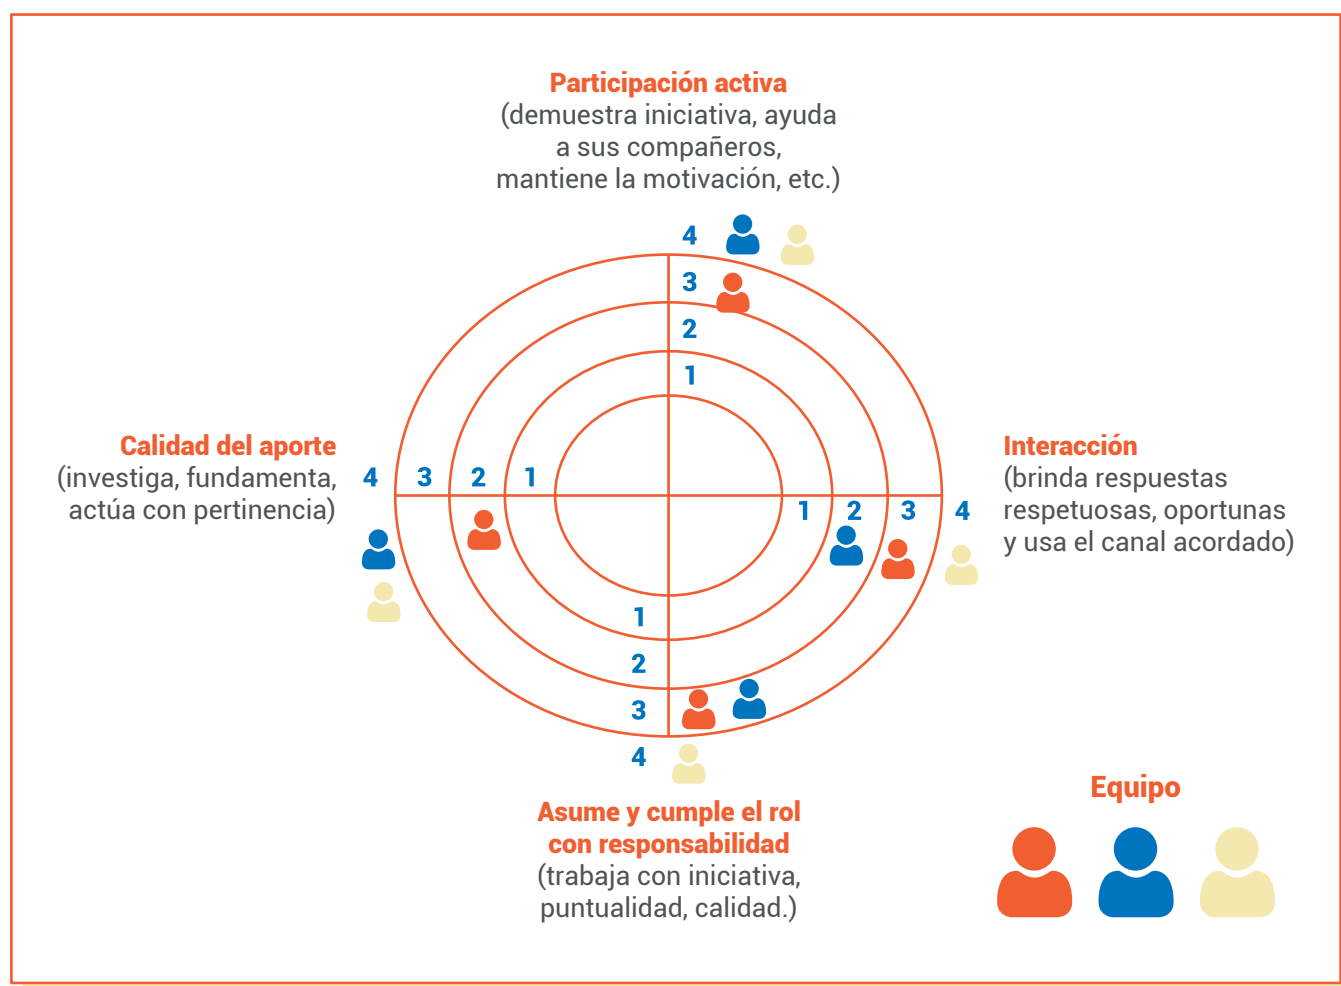 Participación activa
(demuestra iniciativa, ayuda
a sus compañeros,
mantiene la motivación, etc.)
4
3
2
1
Calidad del aporte
(investiga, fundamenta,
actúa con pertinencia)
4 3 2 1
1 2 3 4
Interacción
(brinda respuestas
respetuosas, oportunas
y usa el canal acordado)
1
2
3
4
Asume y cumple el rol
con responsabilidad
(trabaja con iniciativa,
puntualidad, calidad.)
Equipo